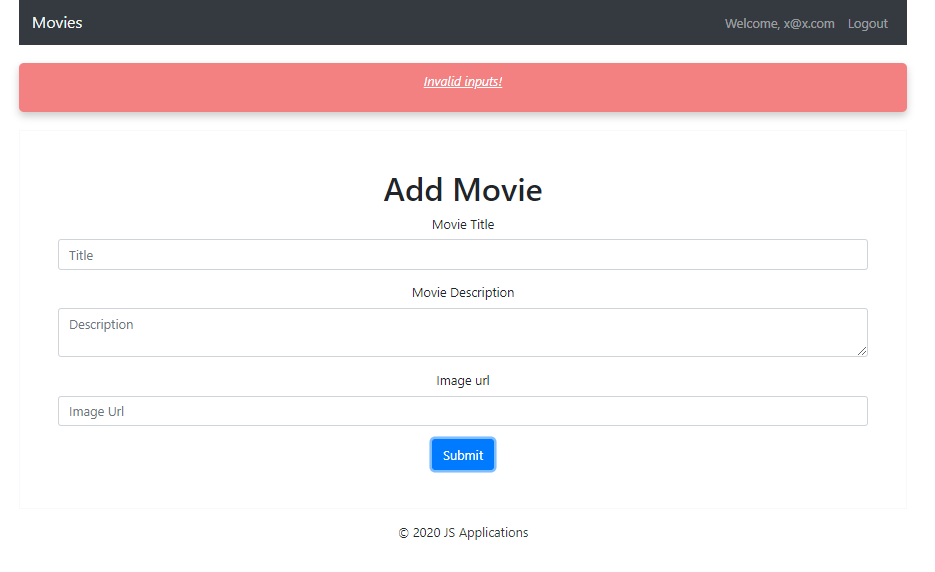 Movies Welcome, x@x.com Logout
Invalid inputs!
Add Movie
Movie Title
Title
Movie Description
Description
Image url
Image Url
Submit
© 2020 JS Applications